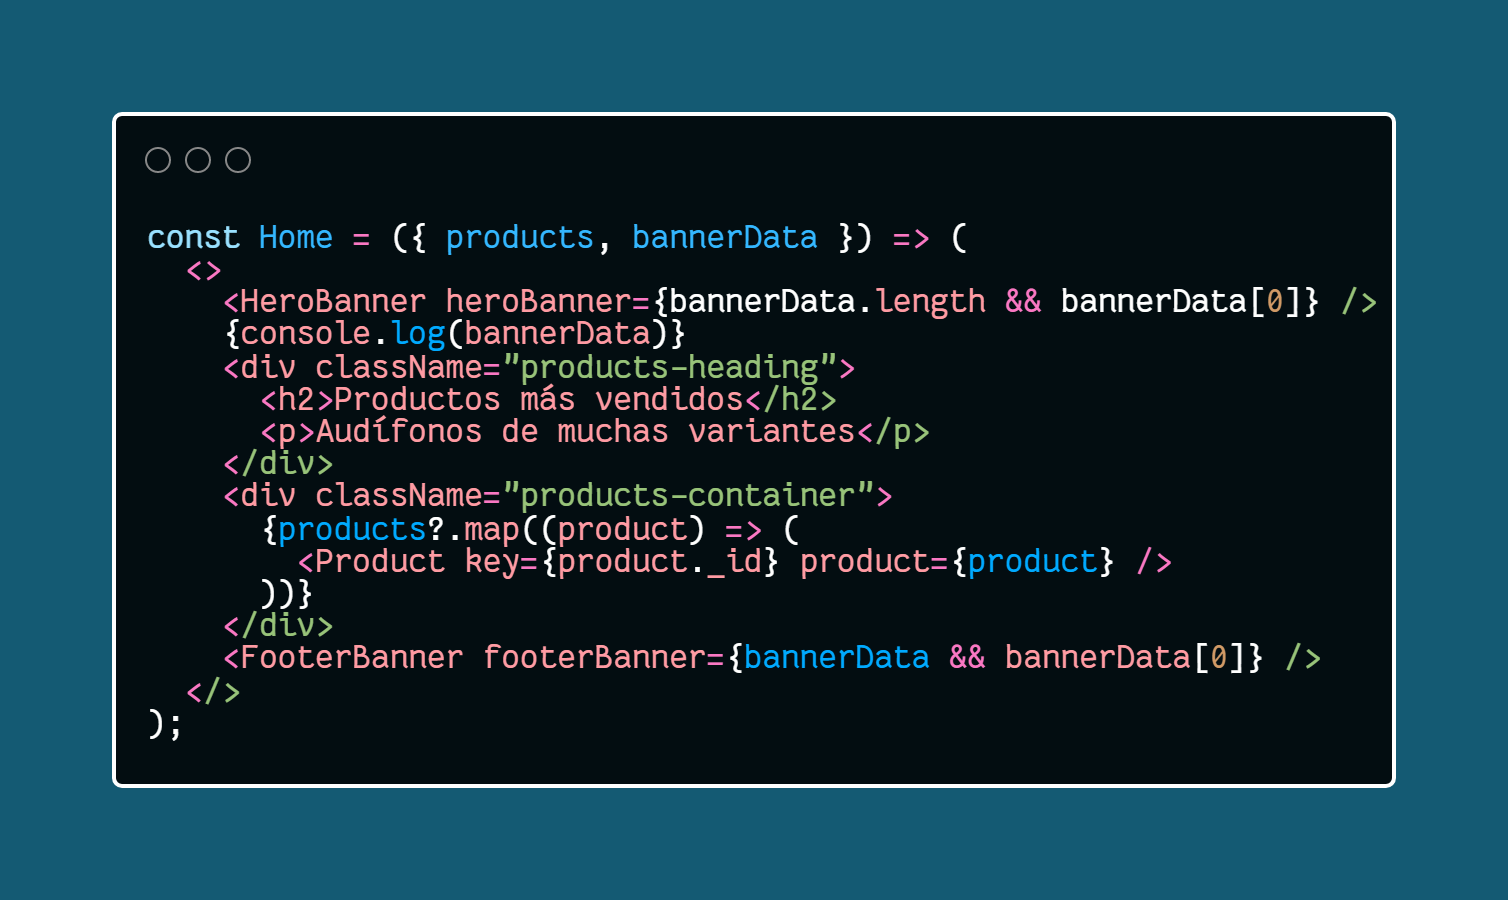 const Home = ({ products, bannerData }) => (
  <>
    <HeroBanner heroBanner={bannerData.length && bannerData[0]} />
    {console.log(bannerData)}
    <div className="products-heading">
      <h2>Productos más vendidos</h2>
      <p>Audífonos de muchas variantes</p>
    </div>
    <div className="products-container">
      {products?.map((product) => (
        <Product key={product._id} product={product} />
      ))}
    </div>
    <FooterBanner footerBanner={bannerData && bannerData[0]} />
  </>
);